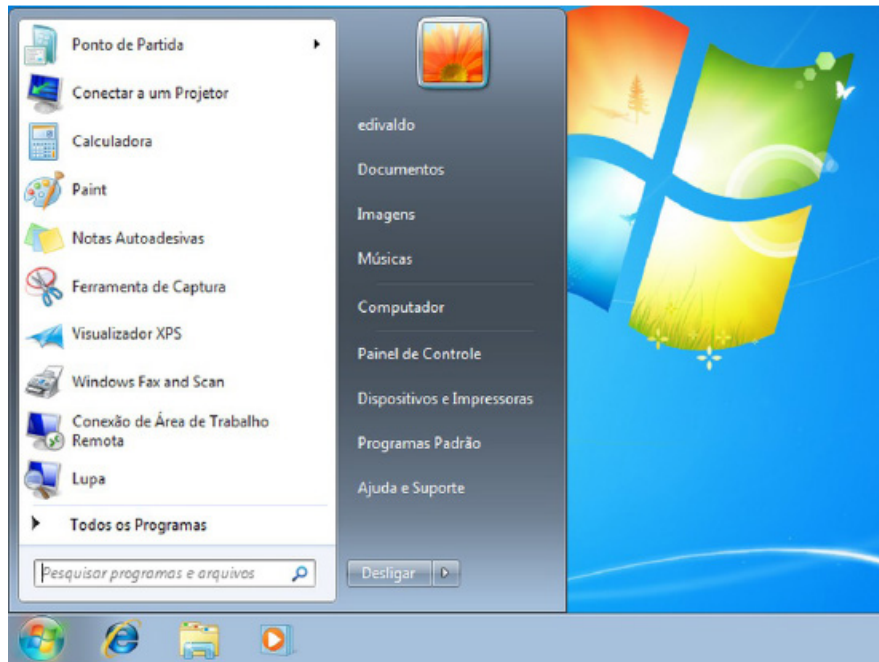 Ponto de Partida
Conectar a um Projetor
Calculadora
Paint
Notas Autoadesivas
Ferramenta de Captura
Visualizador XPS
Windows Fax and Scan
Conexão de Área de Trabalho
Remota
Lupa
Todos os Programas
Pesquisar programas e arquivos
edivaldo
Documentos
Imagens
Músicas
Computador
Painel de Controle
Dispositivos e Impressoras
Programas Padrão
Ajuda e Suporte
Desligar